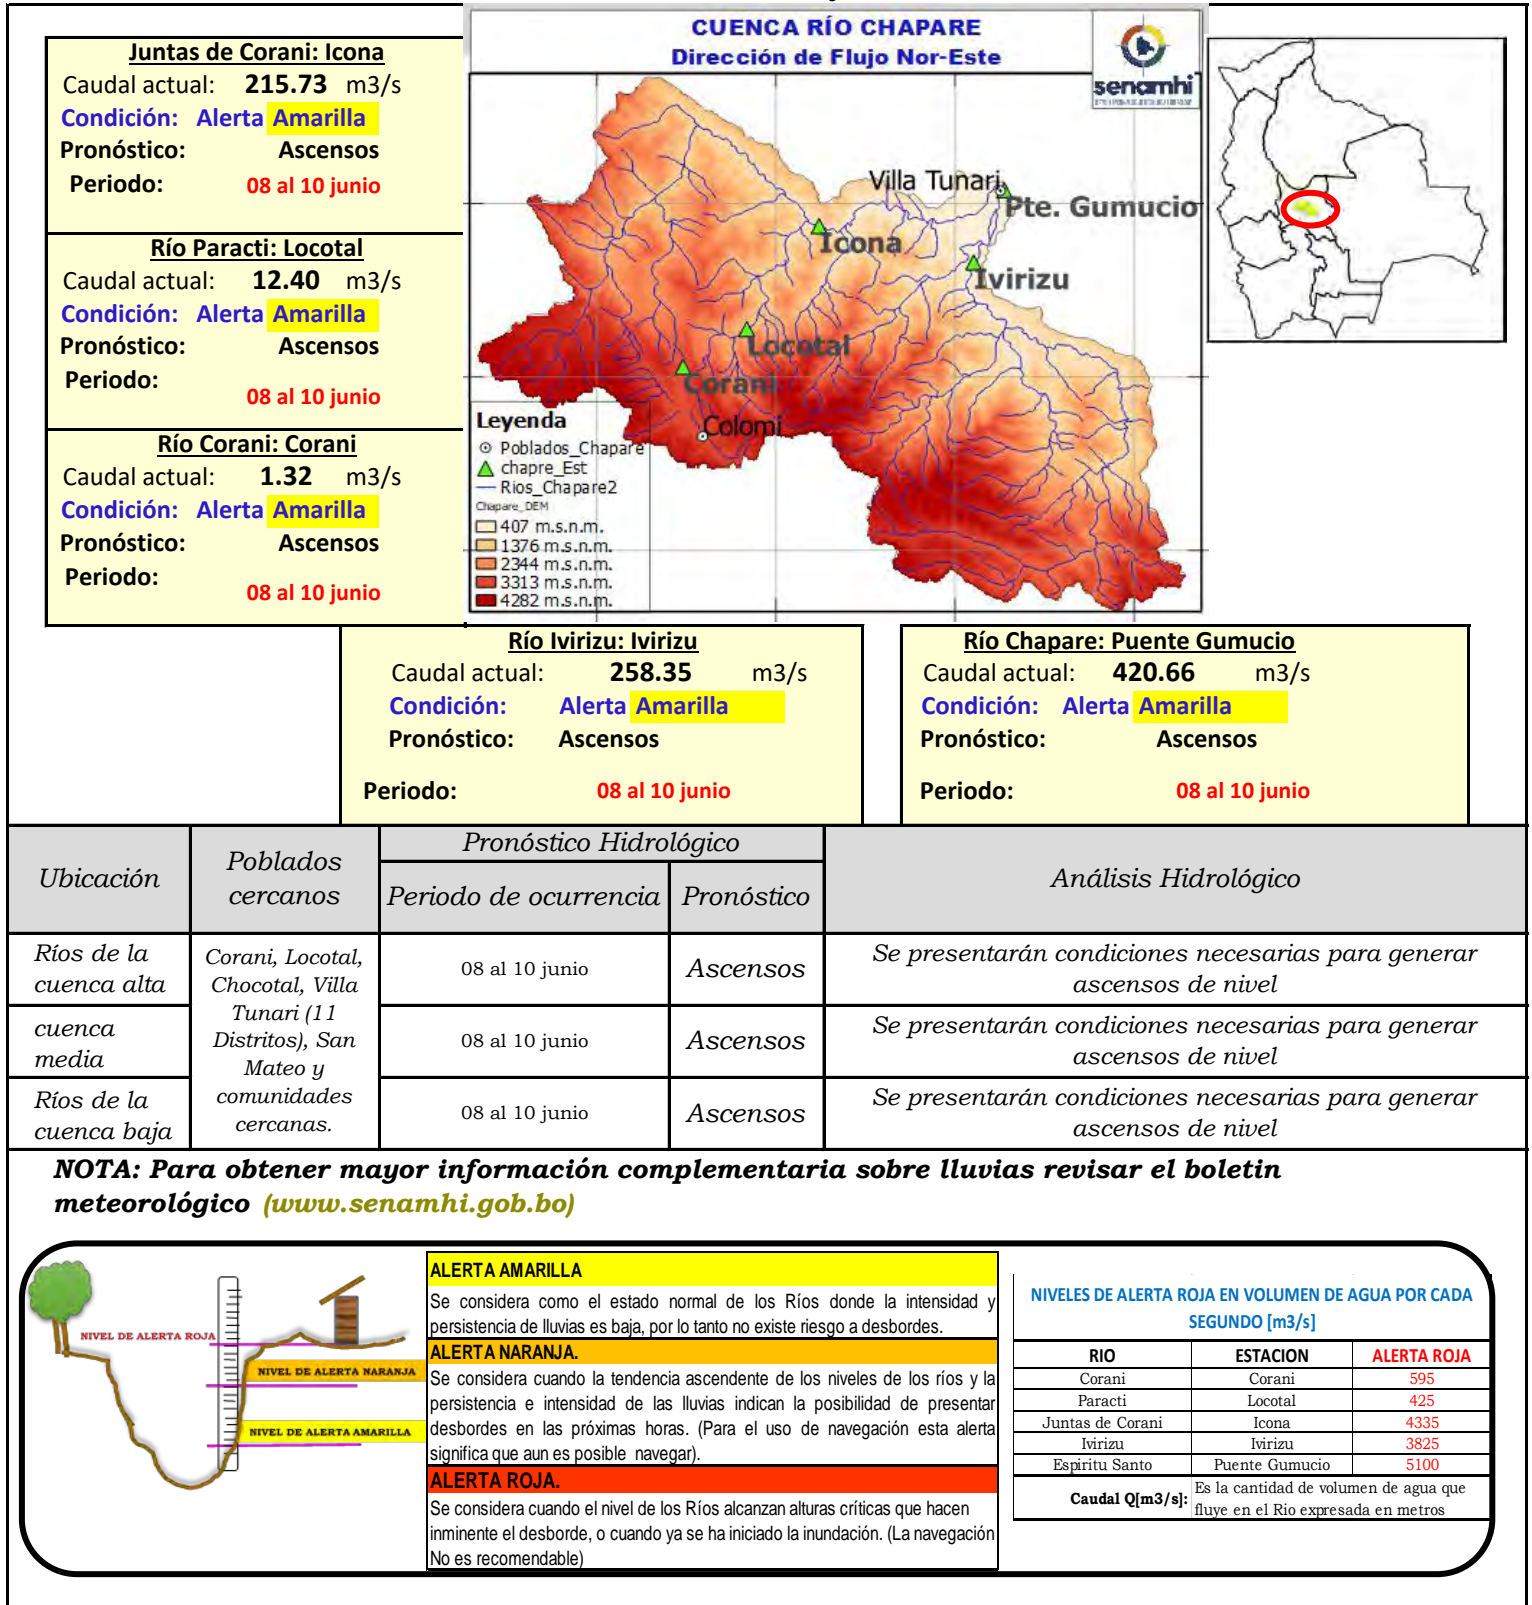 Juntas de Corani: Icona
Caudal actual: 215.73 m3/s
Condición: Alerta Amarilla
Pronóstico: Ascensos
Periodo: 08 al 10 junio
Río Paracti: Locotal
Caudal actual: 12.40 m3/s
Condición: Alerta Amarilla
Pronóstico: Ascensos
Periodo: 08 al 10 junio
Río Corani: Corani
Caudal actual: 1.32 m3/s
Condición: Alerta Amarilla
Pronóstico: Ascensos
Periodo: 08 al 10 junio
CUENCA RÍO CHAPARE
Dirección de Flujo Nor-Este
senamhi
Villa Tunari
Pte. Gumucio
Icona
Ivirizu
Locotal
Corani
Colomi
Leyenda
Poblados_Chapare
chapre_Est
Rios_Chapare2
Chapare_DEM
407 m.s.n.m.
1376 m.s.n.m.
2344 m.s.n.m.
3313 m.s.n.m.
4282 m.s.n.m.
Río Ivirizu: Ivirizu
Caudal actual: 258.35 m3/s
Condición: Alerta Amarilla
Pronóstico: Ascensos
Periodo: 08 al 10 junio
Río Chapare: Puente Gumucio
Caudal actual: 420.66 m3/s
Condición: Alerta Amarilla
Pronóstico: Ascensos
Periodo: 08 al 10 junio
Ubicación
Poblados
cercanos
Pronóstico Hidrológico
Periodo de ocurrencia
Pronóstico
Análisis Hidrológico
Ríos de la
cuenca alta
Corani, Locotal,
Chocotal, Villa
Tunari (11
Distritos), San
Mateo y
comunidades
cercanas.
08 al 10 junio
Ascensos
Se presentarán condiciones necesarias para generar
ascensos de nivel
cuenca
media
08 al 10 junio
Ascensos
Se presentarán condiciones necesarias para generar
ascensos de nivel
Ríos de la
cuenca baja
08 al 10 junio
Ascensos
Se presentarán condiciones necesarias para generar
ascensos de nivel
NOTA: Para obtener mayor información complementaria sobre lluvias revisar el boletin
meteorológico (www.senamhi.gob.bo)
NIVEL DE ALERTA ROJA
NIVEL DE ALERTA NARANJA
NIVEL DE ALERTA AMARILLA
ALERTA AMARILLA
Se considera como el estado normal de los Ríos donde la intensidad y
persistencia de lluvias es baja, por lo tanto no existe riesgo a desbordes.
ALERTA NARANJA.
Se considera cuando la tendencia ascendente de los niveles de los ríos y la
persistencia e intensidad de las lluvias indican la posibilidad de presentar
desbordes en las próximas horas. (Para el uso de navegación esta alerta
significa que aun es posible navegar).
ALERTA ROJA.
Se considera cuando el nivel de los Ríos alcanzan alturas críticas que hacen
inminente el desborde, o cuando ya se ha iniciado la inundación. (La navegación
No es recomendable)
NIVELES DE ALERTA ROJA EN VOLUMEN DE AGUA POR CADA
SEGUNDO [m3/s]
RIO ESTACION ALERTA ROJA
Corani Corani 595
Paracti Locotal 425
Juntas de Corani Icona 4335
Ivirizu Ivirizu 3825
Espiritu Santo Puente Gumucio 5100
Caudal Q[m3/s]: Es la cantidad de volumen de agua que
fluye en el Rio expresada en metros